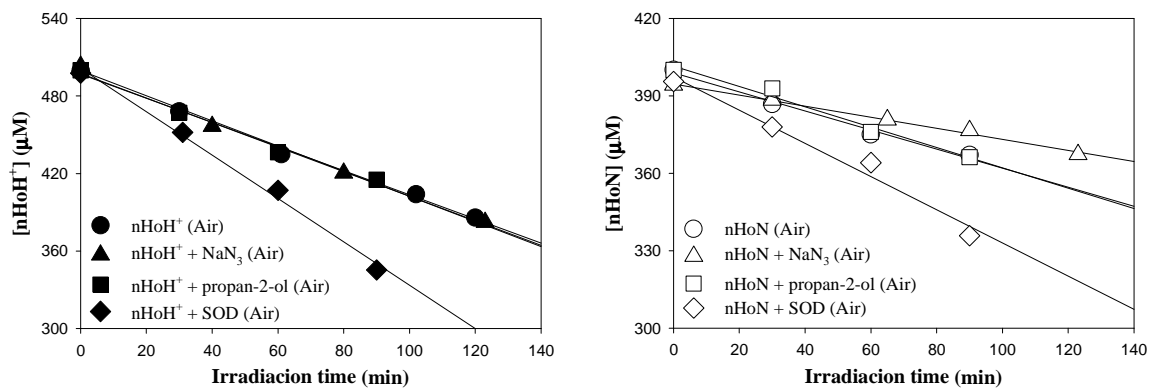 540
480
420
360
300
[nHoH⁺] (μM)
nHoH⁺ (Air)
nHoH⁺ + NaN₃ (Air)
nHoH⁺ + propan-2-ol (Air)
nHoH⁺ + SOD (Air)
0 20 40 60 80 100 120 140
Irradiacion time (min)
420
390
360
330
300
[nHoN] (μM)
nHoN (Air)
nHoN + NaN₃ (Air)
nHoN + propan-2-ol (Air)
nHoN + SOD (Air)
0 20 40 60 80 100 120 140
Irradiacion time (min)